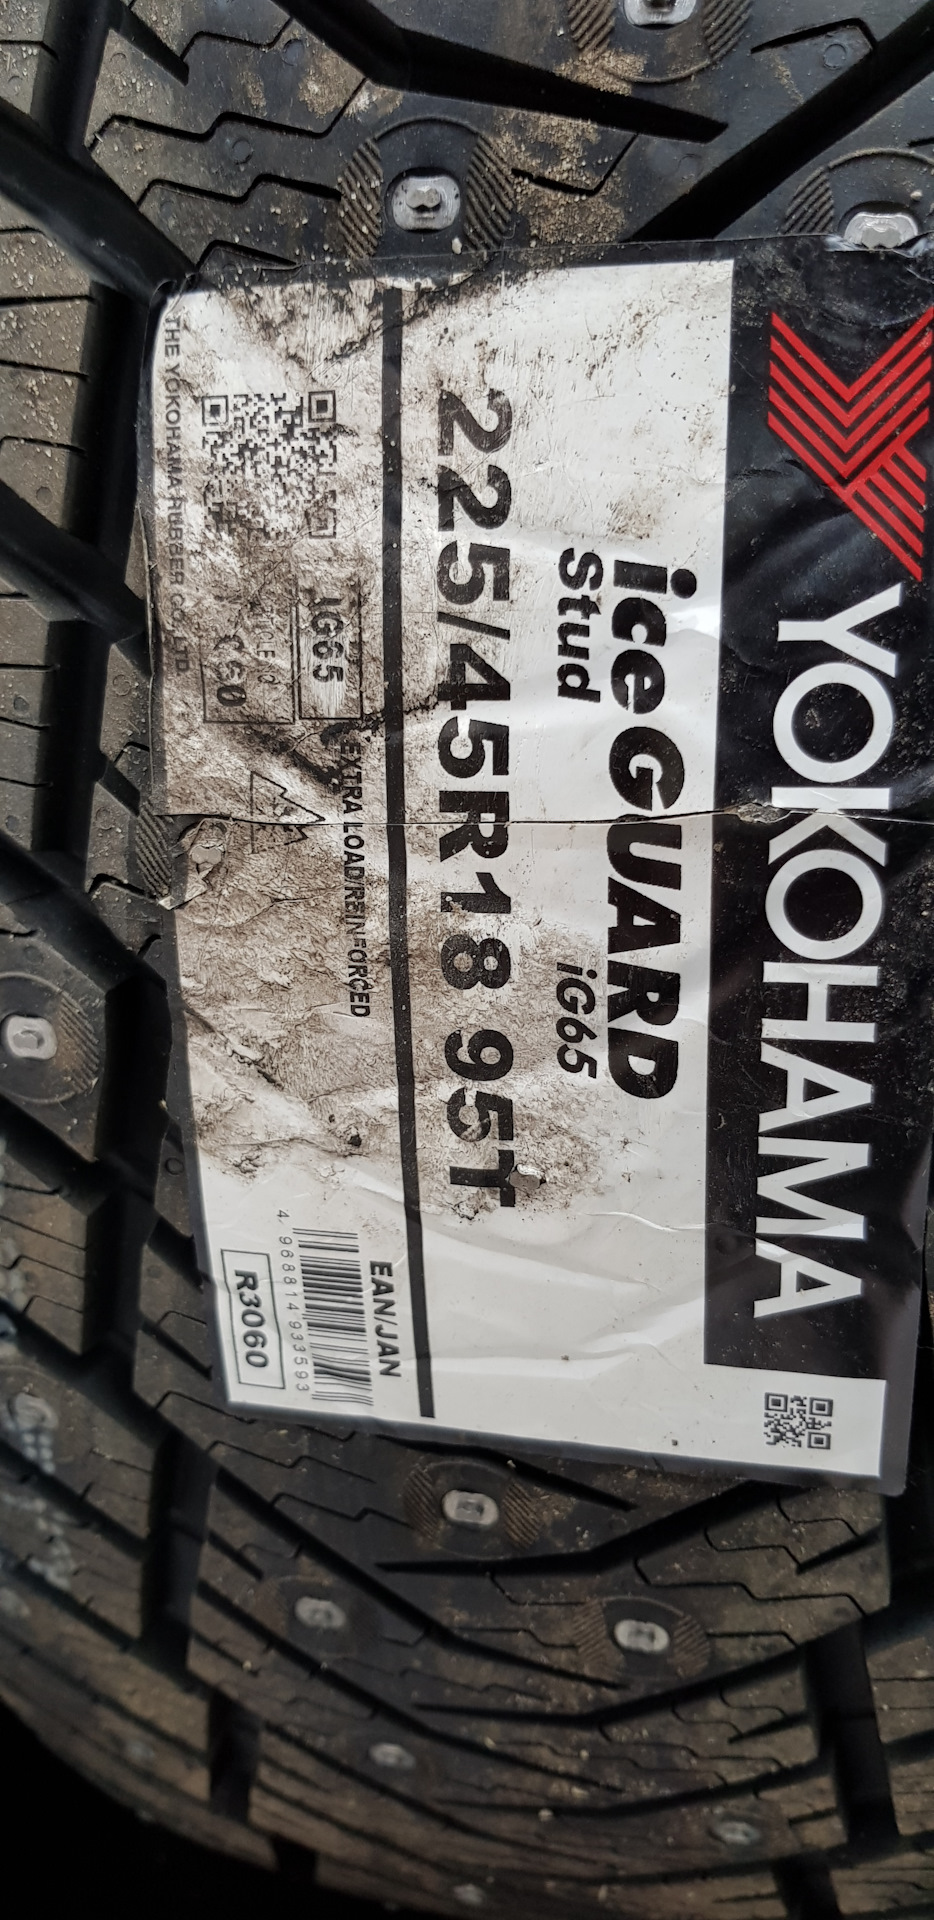 YOKOHAMA
iceGUARD
Stud iG65
225/45R18 95T
EAN/JAN
4 968814 933593
R3060
EXTRA LOAD/REINFORCED
IG65
THE YOKOHAMA RUBBER CO.,LTD